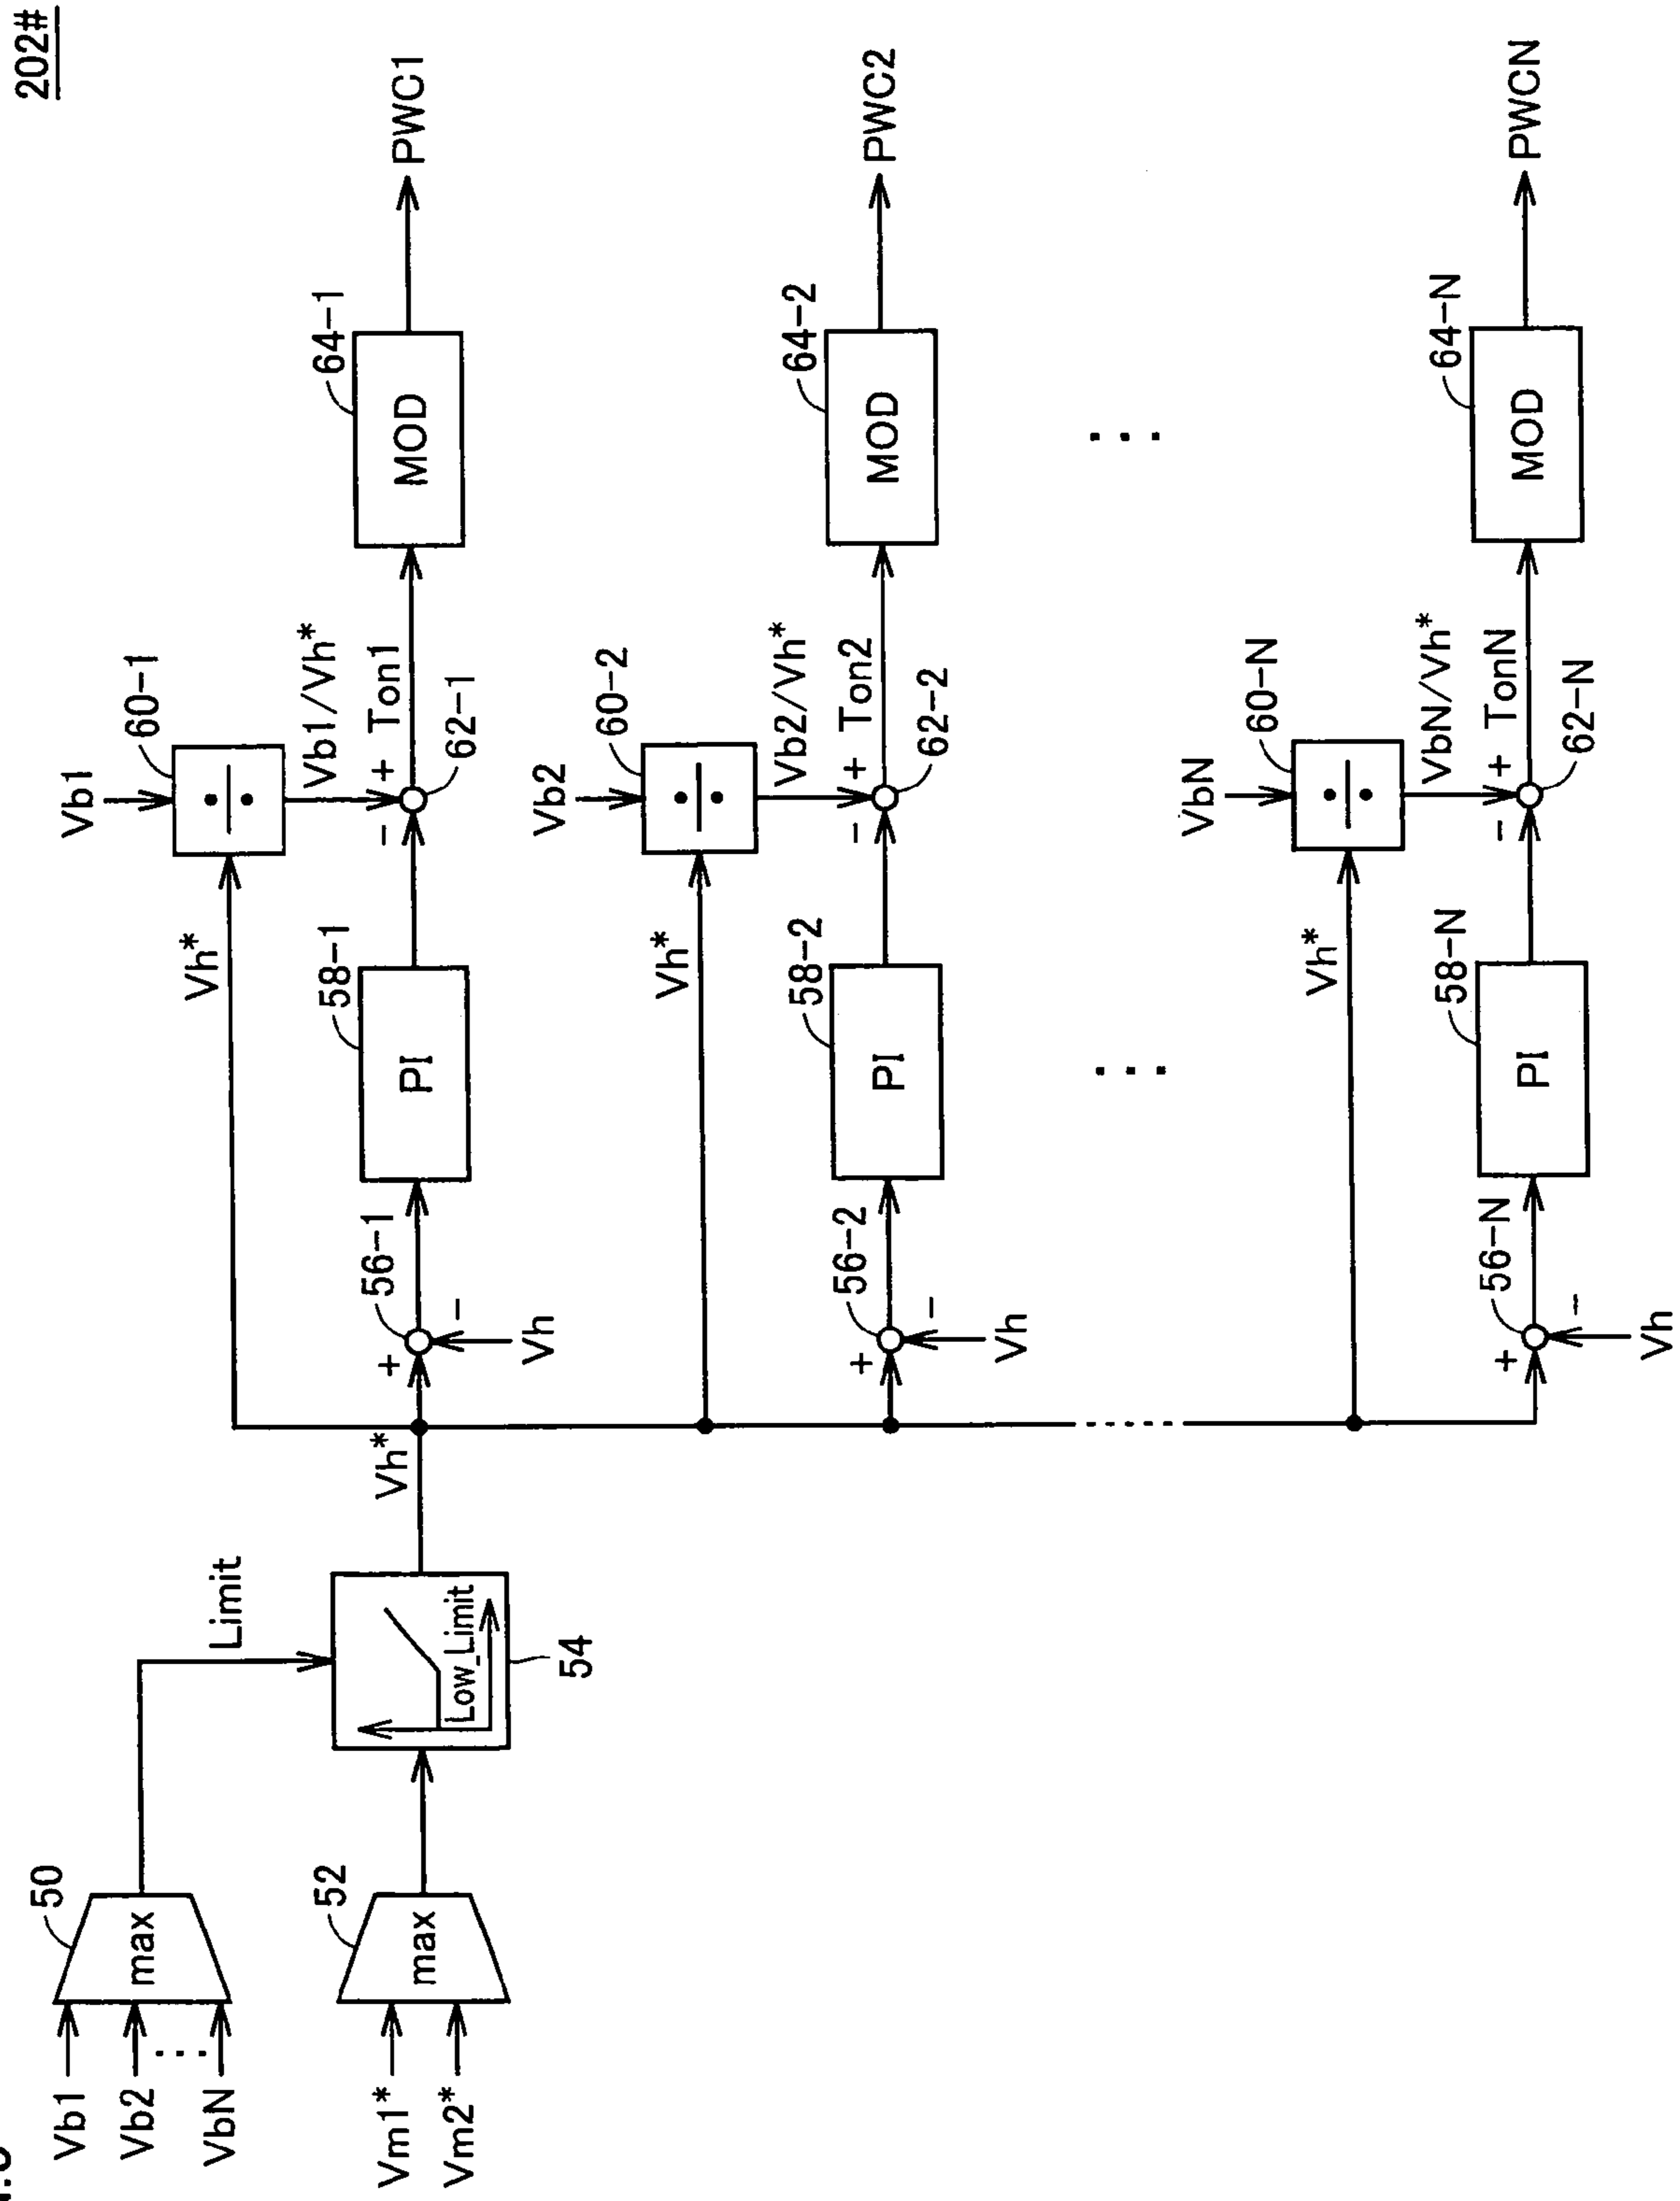 202#
Vb1
Vb2
VbN
50
max
Limit
Vm1*
Vm2*
52
max
Low_Limit
54
Vh*
Vh*
Vb1
60-1
Vb1/Vh*
+
56-1
-
Vh
58-1
PI
-
+
Ton1
62-1
64-1
MOD
PWC1
Vh*
Vb2
60-2
Vb2/Vh*
+
56-2
-
Vh
58-2
PI
-
+
Ton2
62-2
64-2
MOD
PWC2
Vh*
VbN
60-N
VbN/Vh*
+
56-N
-
Vh
58-N
PI
-
+
TonN
62-N
64-N
MOD
PWCN